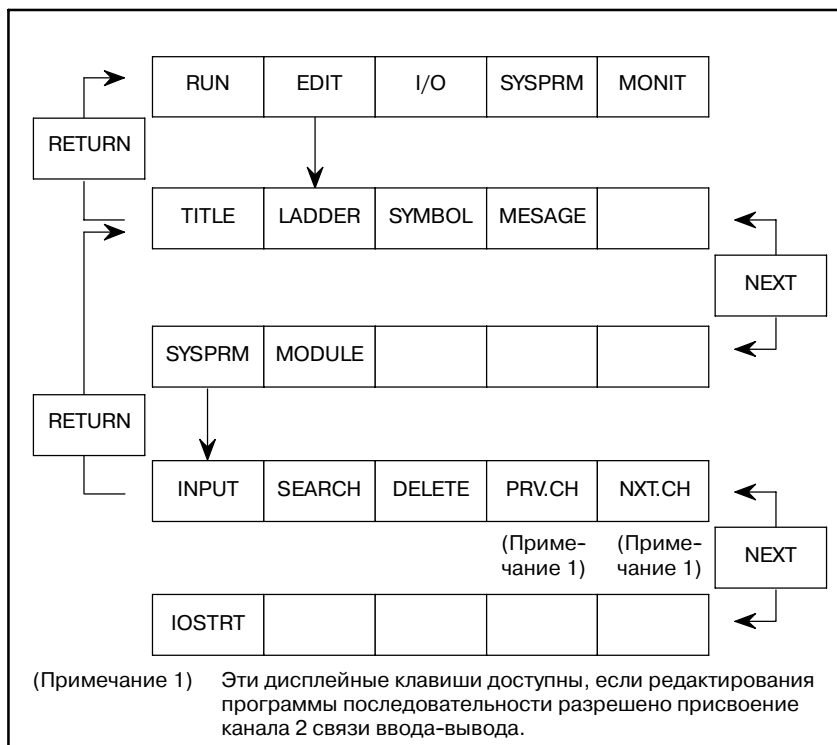 RUN EDIT I/O SYSPRM MONIT
RETURN
TITLE LADDER SYMBOL MESAGE
NEXT
SYSPRM MODULE
RETURN
INPUT SEARCH DELETE PRV.CH NXT.CH
(Приме- (Приме-
чание 1) чание 1)
NEXT
IOSTRT
(Примечание 1) Эти дисплейные клавиши доступны, если редактирования
программы последовательности разрешено присвоение
канала 2 связи ввода-вывода.